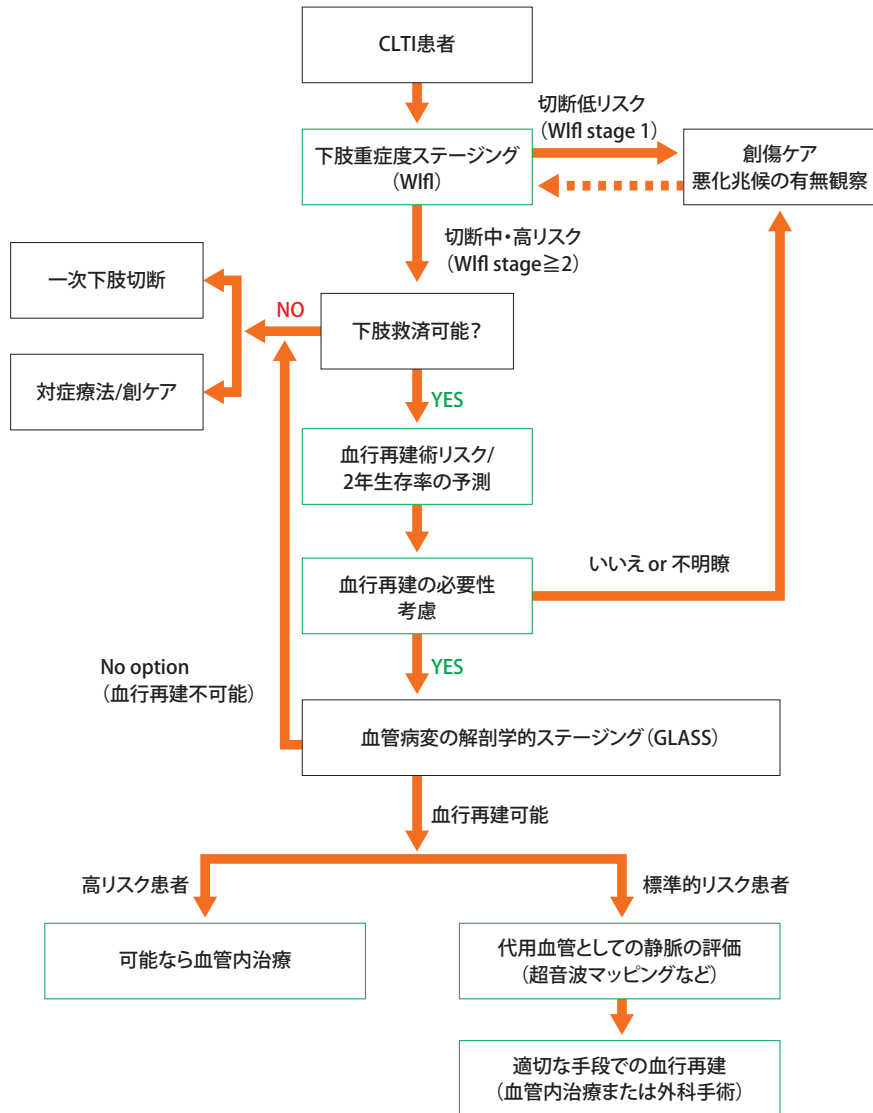 CLTI患者
切断低リスク
（WIfI stage 1）
下肢重症度ステージング
（WIfI）
創傷ケア
悪化兆候の有無観察
切断中・高リスク
（WIfI stage≧2）
一次下肢切断
NO
下肢救済可能？
対症療法/創ケア
YES
血行再建術リスク/
2年生存率の予測
いいえ or 不明瞭
血行再建の必要性
考慮
YES
No option
（血行再建不可能）
血管病変の解剖学的ステージング（GLASS）
血行再建可能
高リスク患者
標準的リスク患者
可能なら血管内治療
代用血管としての静脈の評価
（超音波マッピングなど）
適切な手段での血行再建
（血管内治療または外科手術）